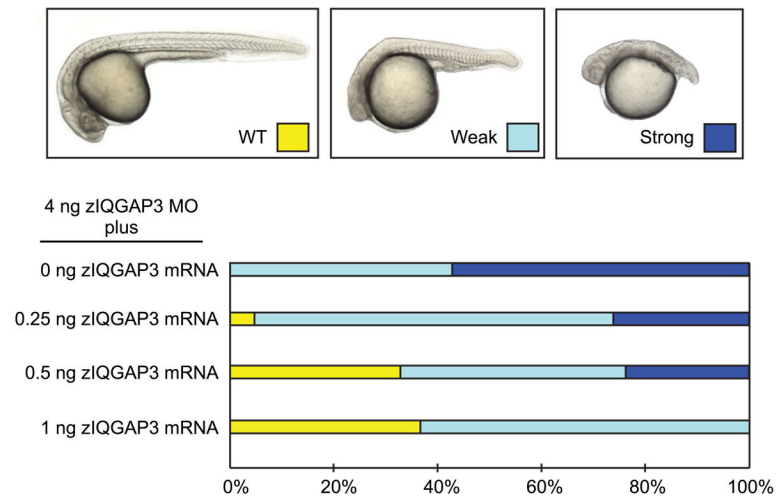 WT
Weak
Strong
4 ng zIQGAP3 MO
plus
0 ng zIQGAP3 mRNA
0.25 ng zIQGAP3 mRNA
0.5 ng zIQGAP3 mRNA
1 ng zIQGAP3 mRNA
0% 20% 40% 60% 80% 100%